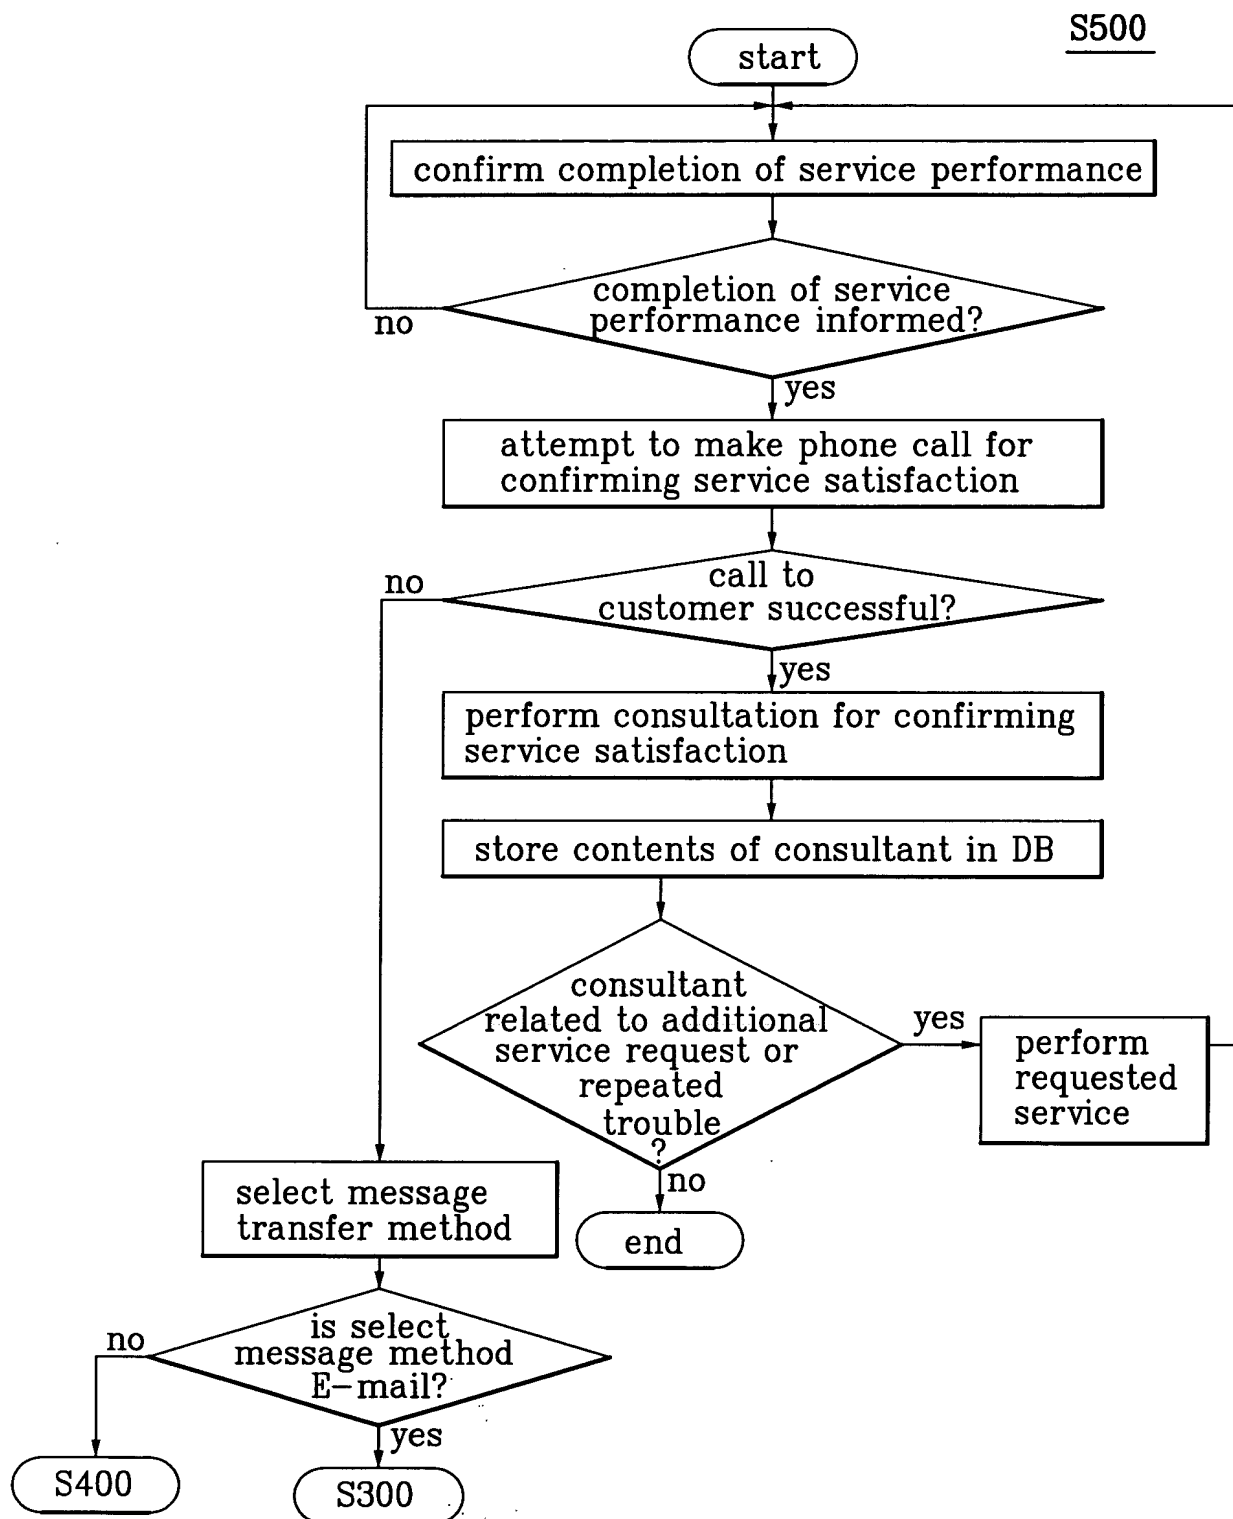 S500
start
confirm completion of service performance
completion of service
performance informed?
no
yes
attempt to make phone call for
confirming service satisfaction
call to
customer successful?
no
yes
perform consultation for confirming
service satisfaction
store contents of consultant in DB
consultant
related to additional
service request or
repeated
trouble
?
yes
perform
requested
service
no
end
select message
transfer method
is select
message method
E-mail?
no
yes
S400
S300